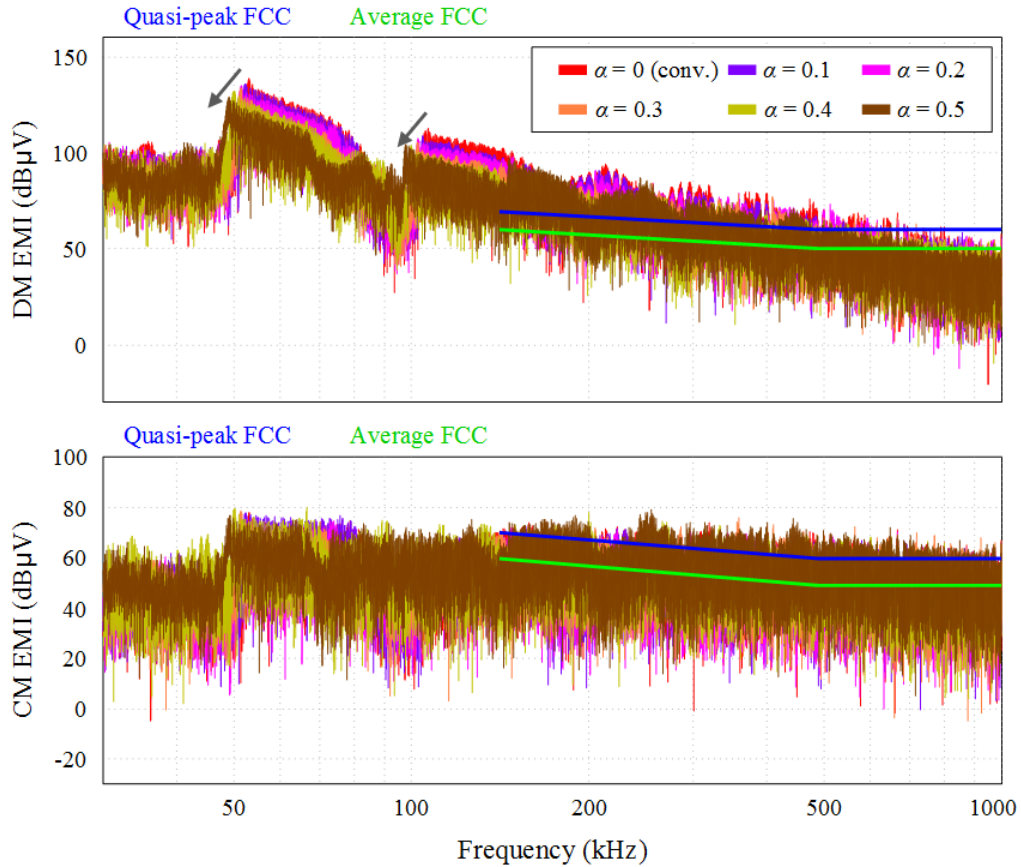 Quasi-peak FCC Average FCC
DM EMI (dBµV)
150
100
50
0
α = 0 (conv.) α = 0.1 α = 0.2
α = 0.3 α = 0.4 α = 0.5
Quasi-peak FCC Average FCC
CM EMI (dBµV)
100
80
60
40
20
0
-20
50 100 200 500 1000
Frequency (kHz)